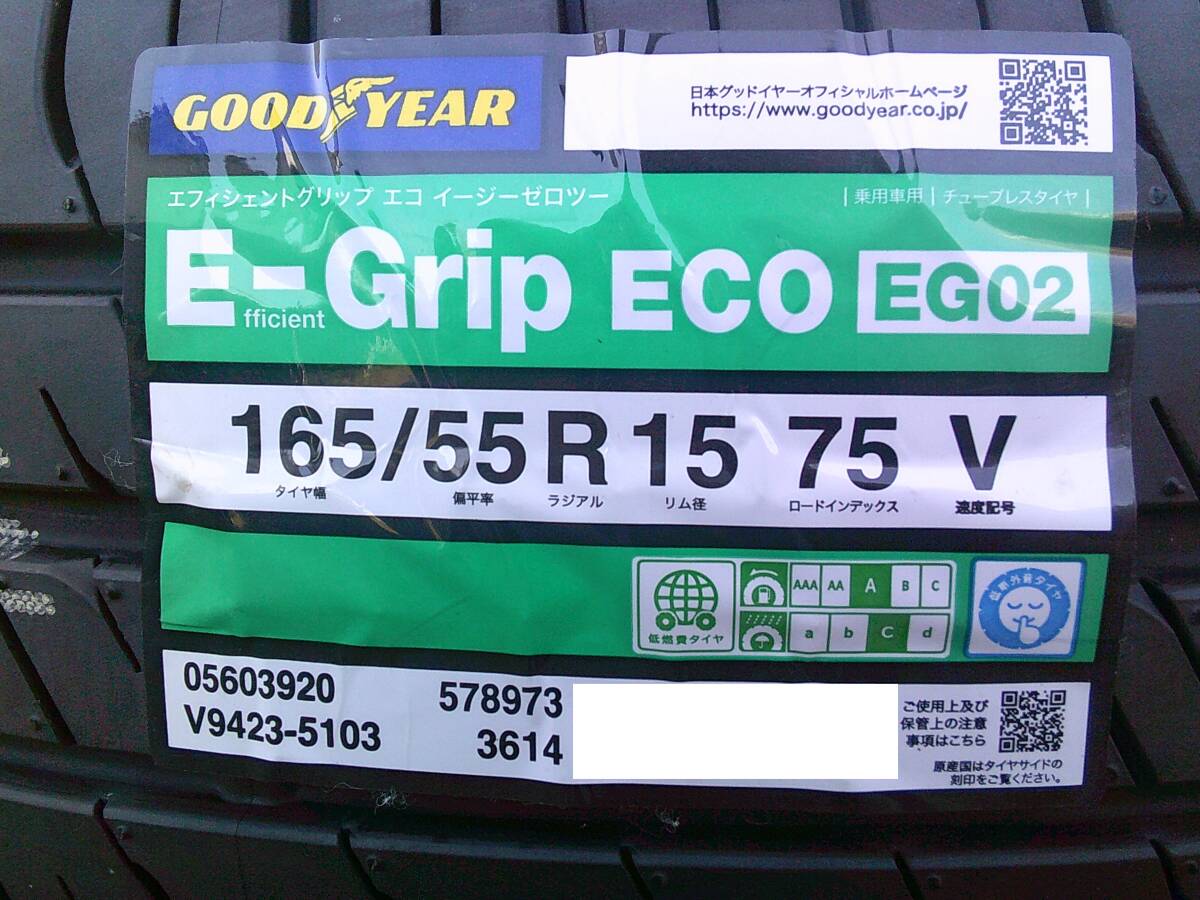 GOODYEAR
日本グッドイヤーオフィシャルホームページ
https://www.goodyear.co.jp/
エフィシェントグリップ エコ イージーゼロツー
| 乗用車用 | チューブレスタイヤ |
E-Grip ECO EG02
fficient
165/55 R 15 75 V
タイヤ幅 偏平率 ラジアル リム径 ロードインデックス 速度記号
低燃費タイヤ
AAA AA A B C
a b c d
低車外音タイヤ
05603920 578973
V9423-5103 3614
ご使用上及び
保管上の注意
事項はこちら
原産国はタイヤサイドの
刻印をご覧ください。